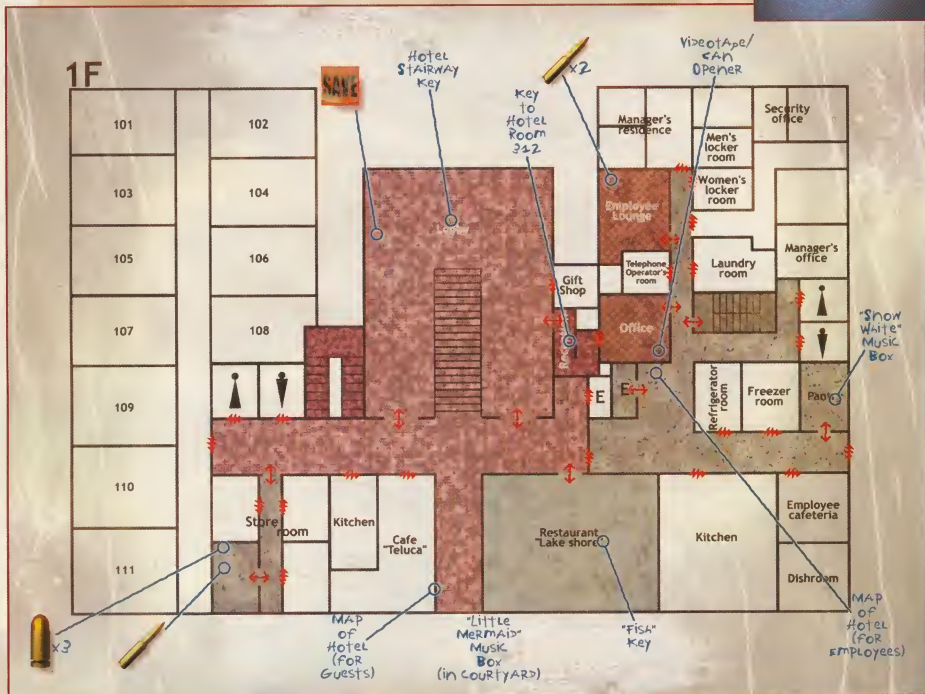 1F
SAVE
HOTEL
STAIRWAY
KEY
KEY
TO
HOTEL
ROOM
312
x2
VIDEOTAPE/
CAN
OPENER
101
102
103
104
105
106
107
108
109
110
111
Lobby
Manager's
residence
Security
office
Men's
locker
room
Women's
locker
room
Employee
Lounge
Telephone
Operator's
room
Gift
Shop
Office
Laundry
room
Manager's
office
"SNOW
WHITE"
MUSIC
BOX
E
E
Refrigerator
room
Freezer
room
Store
room
Kitchen
Cafe
"Teluca"
Restaurant
"Lake shore"
Kitchen
Employee
cafeteria
Dishroom
x3
MAP
OF
HOTEL
(FOR
GUESTS)
"LITTLE
MERMAID"
MUSIC
BOX
(IN COURTYARD)
"FISH"
KEY
MAP
OF
HOTEL
(FOR
EMPLOYEES)